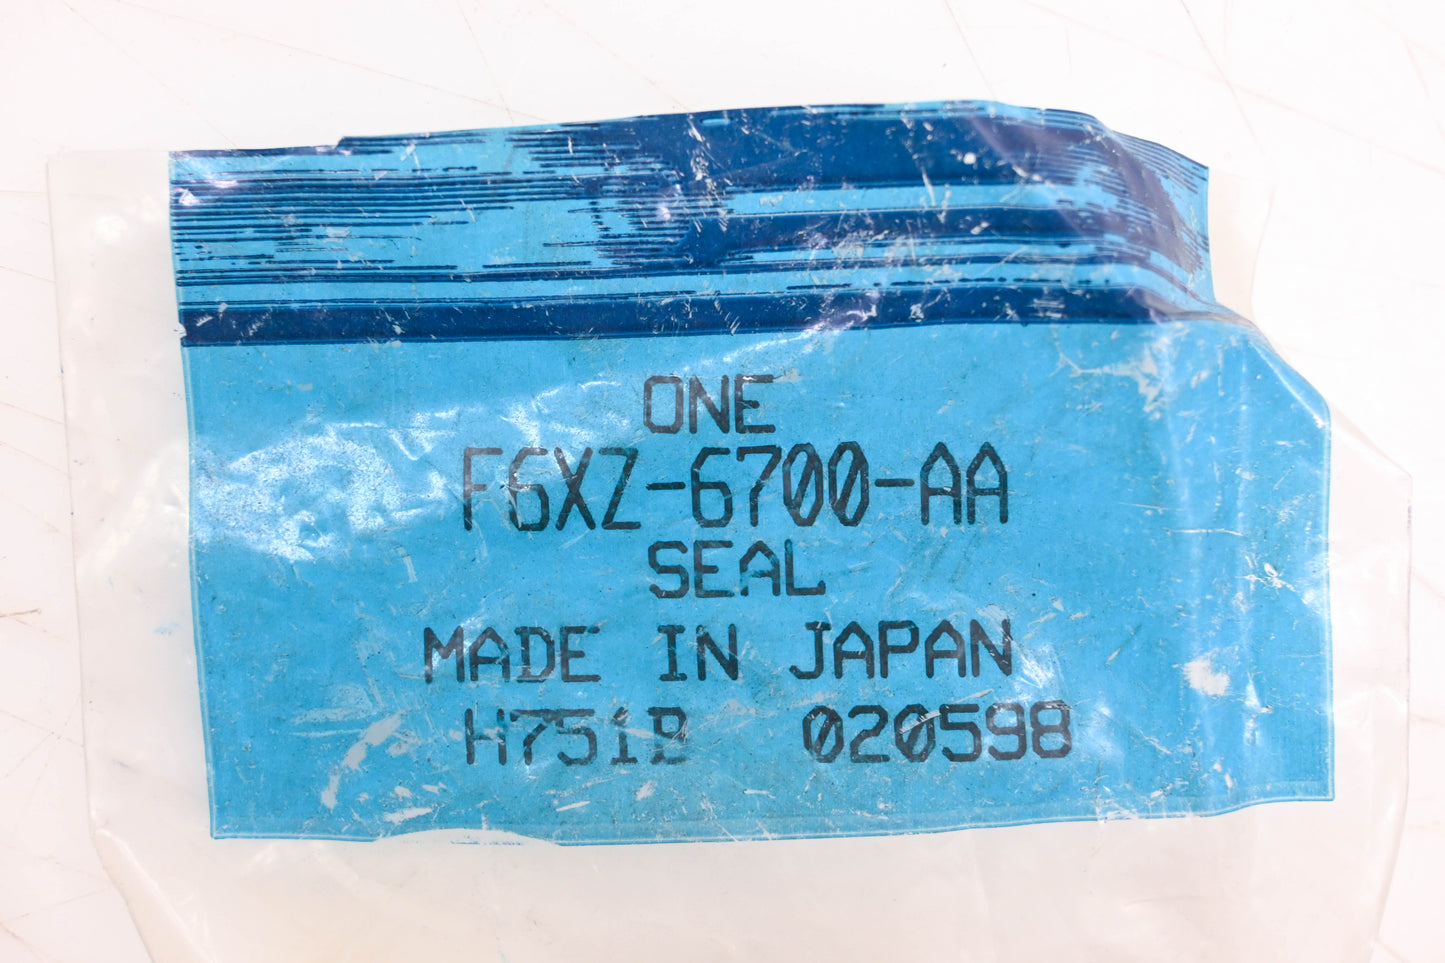 ONE
F6XZ-6700-AA
SEAL
MADE IN JAPAN
H751B 020598